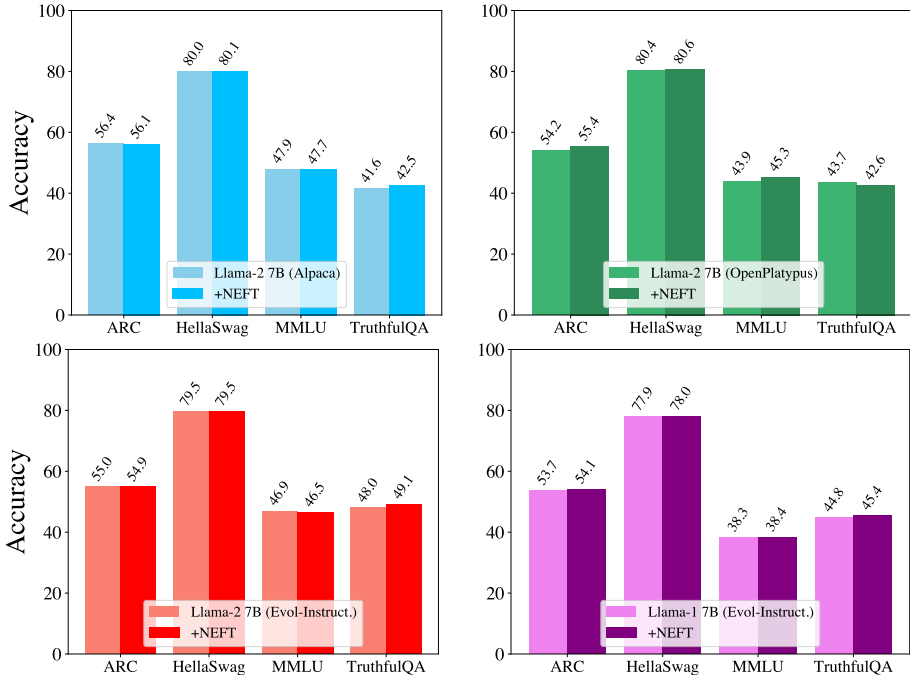 100
80
60
40
20
0
Accuracy
56.4
56.1
80.0
80.1
47.9
47.7
41.6
42.5
Llama-2 7B (Alpaca)
+NEFT
ARC
HellaSwag
MMLU
TruthfulQA
100
80
60
40
20
0
54.2
55.4
80.4
80.6
43.9
45.3
43.7
42.6
Llama-2 7B (OpenPlatypus)
+NEFT
ARC
HellaSwag
MMLU
TruthfulQA
100
80
60
40
20
0
Accuracy
55.0
54.9
79.5
79.5
46.9
46.5
48.0
49.1
Llama-2 7B (Evol-Instruct.)
+NEFT
ARC
HellaSwag
MMLU
TruthfulQA
100
80
60
40
20
0
53.7
54.1
77.9
78.0
38.3
38.4
44.8
45.4
Llama-1 7B (Evol-Instruct.)
+NEFT
ARC
HellaSwag
MMLU
TruthfulQA